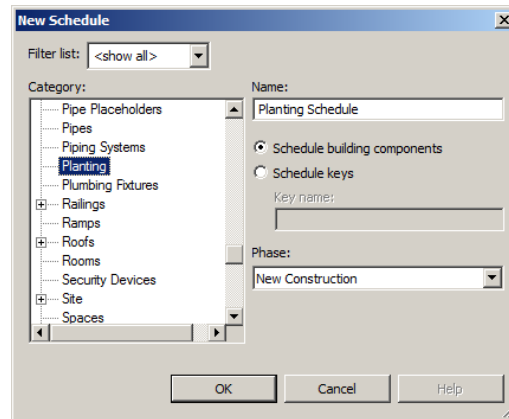 New Schedule
Filter list: <show all>
Category:
Pipe Placeholders
Pipes
Piping Systems
Planting
Plumbing Fixtures
Railings
Ramps
Roofs
Rooms
Security Devices
Site
Spaces
Name:
Planting Schedule
Schedule building components
Schedule keys
Key name:
Phase:
New Construction
OK Cancel Help